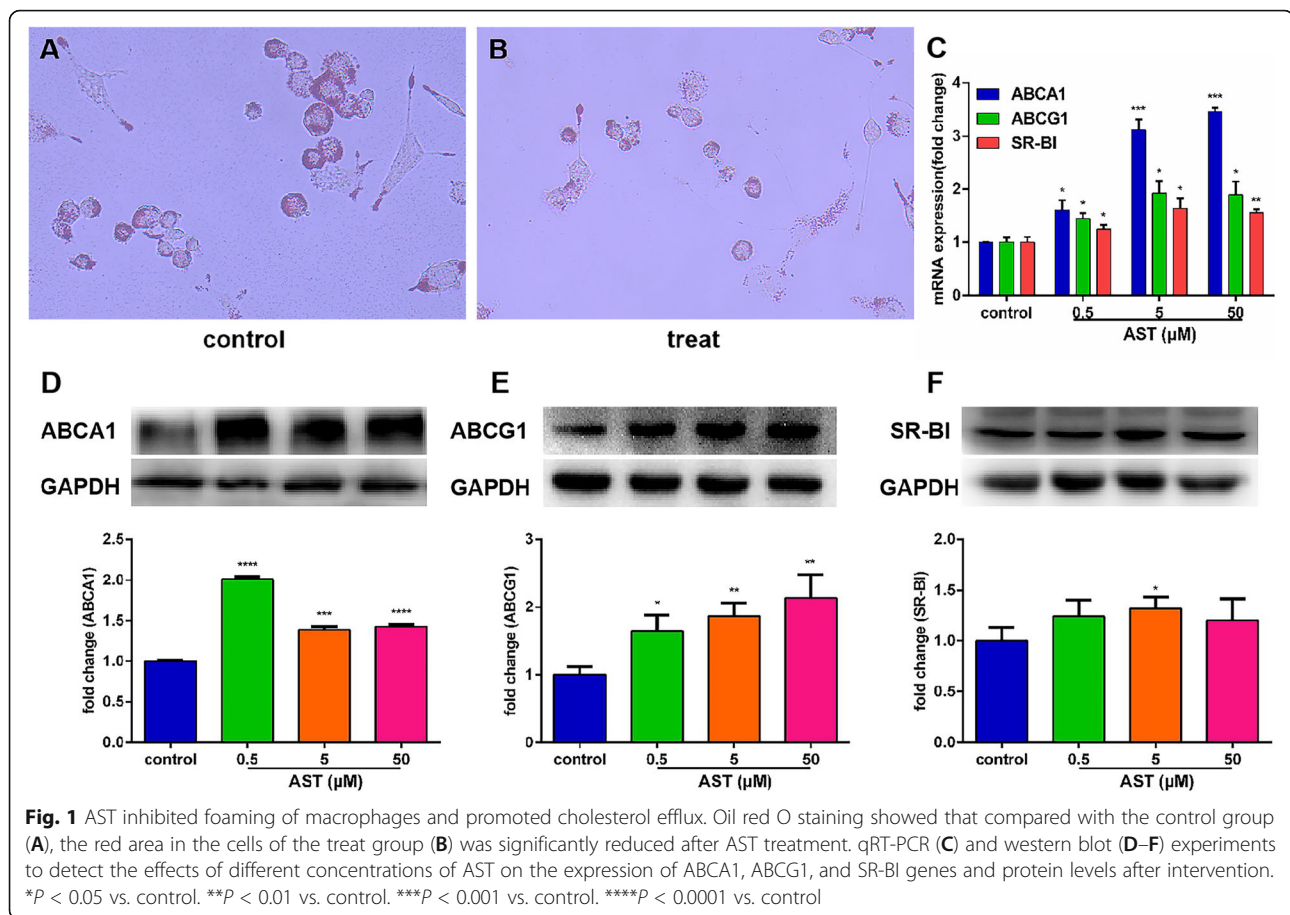 A
B
control
treat
C
mRNA expression(fold change)
4
3
2
1
0
ABCA1
ABCG1
SR-BI
*
*
*
***
*
*
***
*
**
control
0.5
5
50
AST (µM)
D
ABCA1
GAPDH
fold change (ABCA1)
2.5
2.0
1.5
1.0
0.5
0.0
****
***
****
control
0.5
5
50
AST (µM)
E
ABCG1
GAPDH
fold change (ABCG1)
3
2
1
0
*
**
**
control
0.5
5
50
AST (µM)
F
SR-BI
GAPDH
fold change (SR-BI)
2.0
1.5
1.0
0.5
0.0
*
control
0.5
5
50
AST (µM)
Fig. 1 AST inhibited foaming of macrophages and promoted cholesterol efflux. Oil red O staining showed that compared with the control group
(A), the red area in the cells of the treat group (B) was significantly reduced after AST treatment. qRT-PCR (C) and western blot (D–F) experiments
to detect the effects of different concentrations of AST on the expression of ABCA1, ABCG1, and SR-BI genes and protein levels after intervention.
*P < 0.05 vs. control. **P < 0.01 vs. control. ***P < 0.001 vs. control. ****P < 0.0001 vs. control